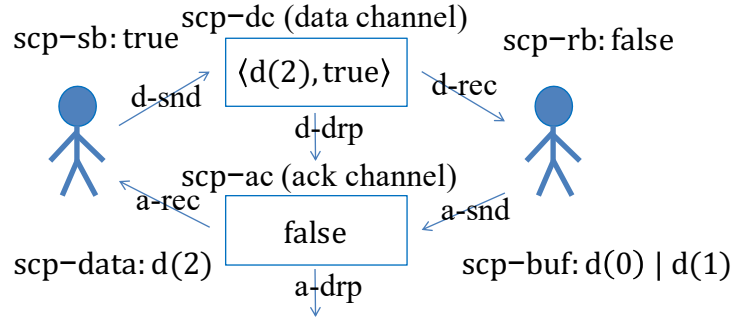 scp−dc (data channel)
scp−sb: true
scp−rb: false
⟨d(2), true⟩
d-snd
d-rec
d-drp
scp−ac (ack channel)
a-rec
a-snd
false
scp−data: d(2)
scp−buf: d(0) | d(1)
a-drp